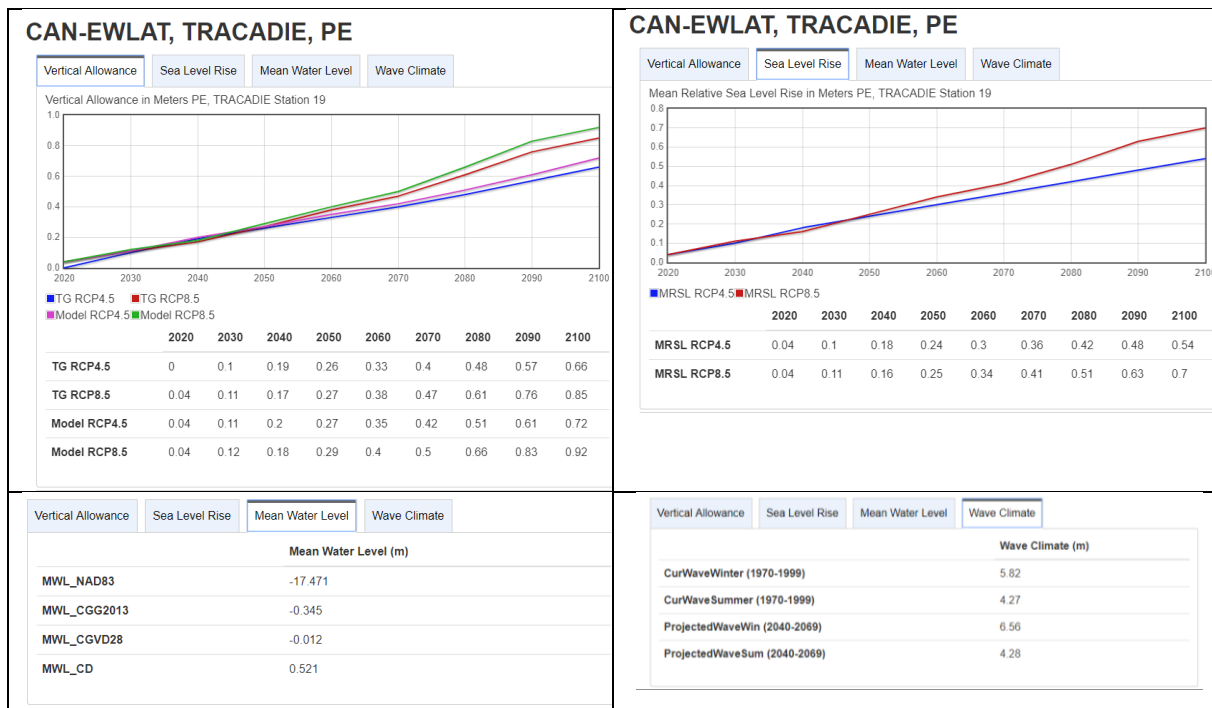 CAN-EWLAT, TRACADIE, PE
Vertical Allowance Sea Level Rise Mean Water Level Wave Climate
Vertical Allowance in Meters PE, TRACADIE Station 19
1.0
0.8
0.6
0.4
0.2
0.0
2020 2030 2040 2050 2060 2070 2080 2090 2100
TG RCP4.5 TG RCP8.5
Model RCP4.5 Model RCP8.5
2020 2030 2040 2050 2060 2070 2080 2090 2100
TG RCP4.5 0 0.1 0.19 0.26 0.33 0.4 0.48 0.57 0.66
TG RCP8.5 0.04 0.11 0.17 0.27 0.38 0.47 0.61 0.76 0.85
Model RCP4.5 0.04 0.11 0.2 0.27 0.35 0.42 0.51 0.61 0.72
Model RCP8.5 0.04 0.12 0.18 0.29 0.4 0.5 0.66 0.83 0.92
CAN-EWLAT, TRACADIE, PE
Vertical Allowance Sea Level Rise Mean Water Level Wave Climate
Mean Relative Sea Level Rise in Meters PE, TRACADIE Station 19
0.8
0.7
0.6
0.5
0.4
0.3
0.2
0.1
0.0
2020 2030 2040 2050 2060 2070 2080 2090 210
MRSL RCP4.5 MRSL RCP8.5
2020 2030 2040 2050 2060 2070 2080 2090 2100
MRSL RCP4.5 0.04 0.1 0.18 0.24 0.3 0.36 0.42 0.48 0.54
MRSL RCP8.5 0.04 0.11 0.16 0.25 0.34 0.41 0.51 0.63 0.7
Vertical Allowance Sea Level Rise Mean Water Level Wave Climate
Mean Water Level (m)
MWL_NAD83 -17.471
MWL_CGG2013 -0.345
MWL_CGVD28 -0.012
MWL_CD 0.521
Vertical Allowance Sea Level Rise Mean Water Level Wave Climate
Wave Climate (m)
CurWaveWinter (1970-1999) 5.82
CurWaveSummer (1970-1999) 4.27
ProjectedWaveWin (2040-2069) 6.56
ProjectedWaveSum (2040-2069) 4.28